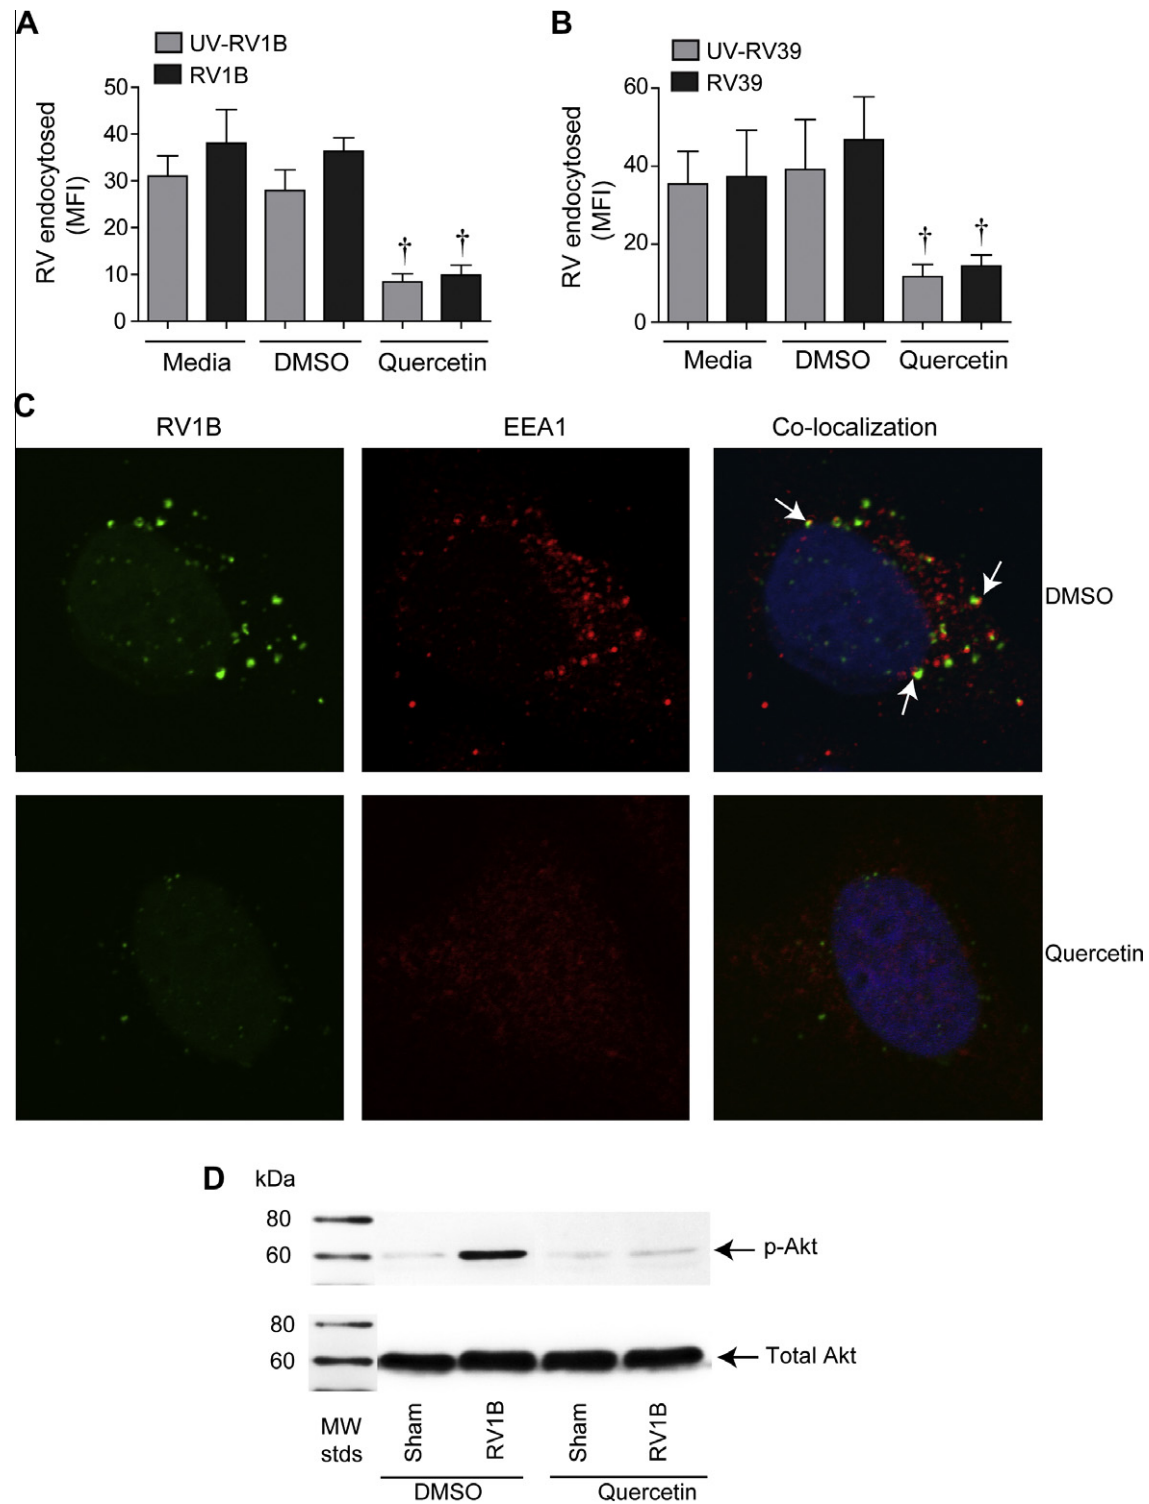 A
UV-RV1B
RV1B
RV endocytosed
(MFI)
50
40
30
20
10
0
†
†
Media
DMSO
Quercetin
B
UV-RV39
RV39
RV endocytosed
(MFI)
60
40
20
0
†
†
Media
DMSO
Quercetin
C
RV1B
EEA1
Co-localization
DMSO
Quercetin
D
kDa
80
60
p-Akt
80
60
Total Akt
MW
stds
Sham
RV1B
Sham
RV1B
DMSO
Quercetin